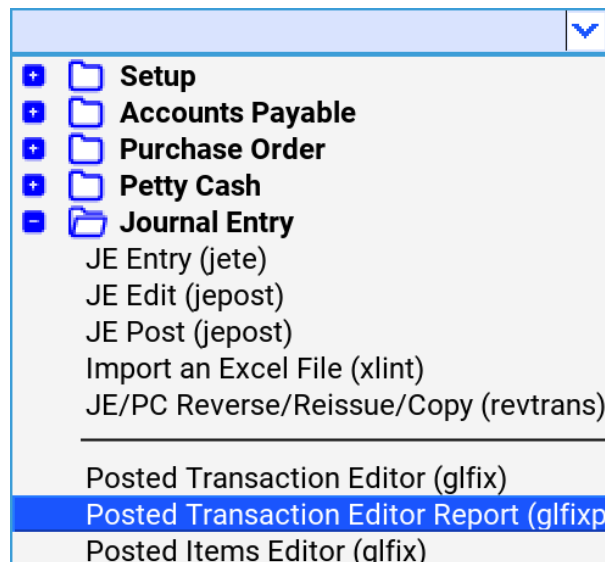 Setup
Accounts Payable
Purchase Order
Petty Cash
Journal Entry
JE Entry (jete)
JE Edit (jepost)
JE Post (jepost)
Import an Excel File (xlint)
JE/PC Reverse/Reissue/Copy (revtrans)
Posted Transaction Editor (glfix)
Posted Transaction Editor Report (glfixp
Posted Items Editor (glfix)